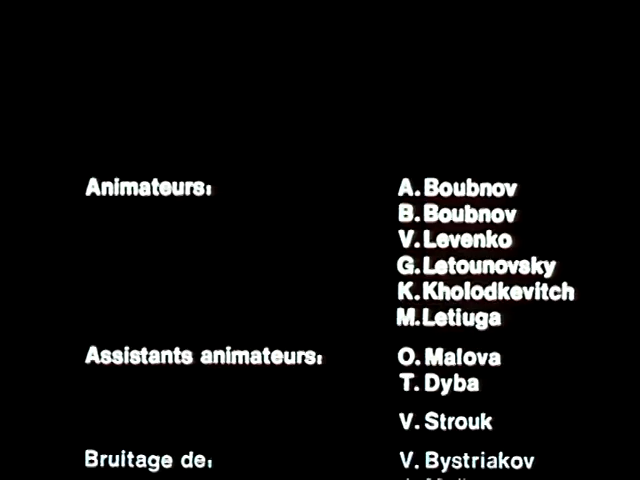 Animateurs: A. Boubnov
B. Boubnov
V. Levenko
G. Letounovsky
K. Kholodkevitch
M. Letiuga
Assistants animateurs: O. Malova
T. Dyba
V. Strouk
Bruitage de: V. Bystriakov